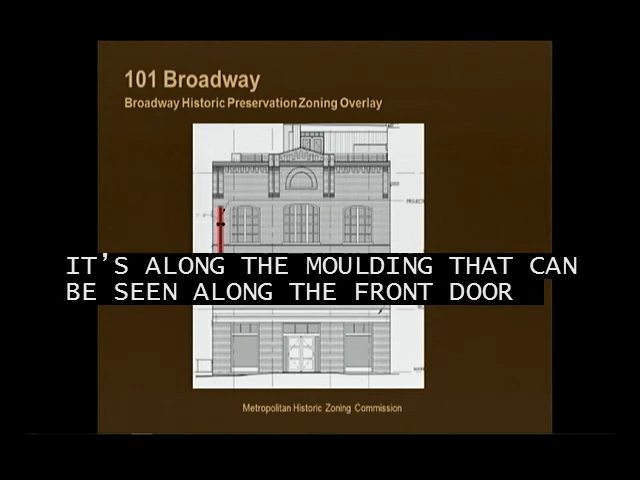 101 Broadway
Broadway Historic Preservation Zoning Overlay
IT'S ALONG THE MOULDING THAT CAN
BE SEEN ALONG THE FRONT DOOR
Metropolitan Historic Zoning Commission